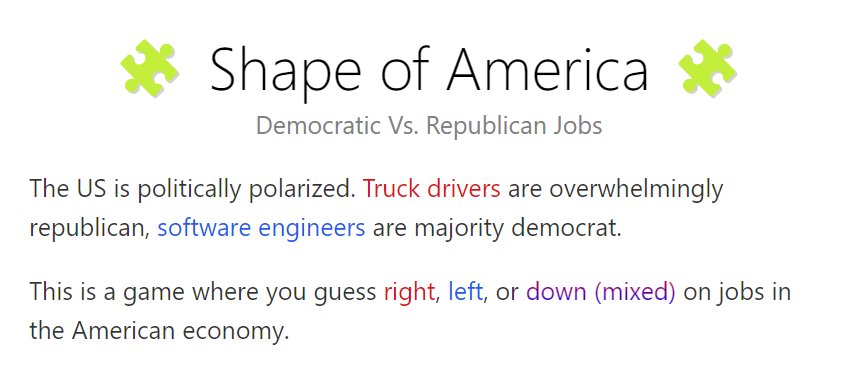 Shape of America
Democratic Vs. Republican Jobs
The US is politically polarized. Truck drivers are overwhelmingly
republican, software engineers are majority democrat.
This is a game where you guess right, left, or down (mixed) on jobs in
the American economy.